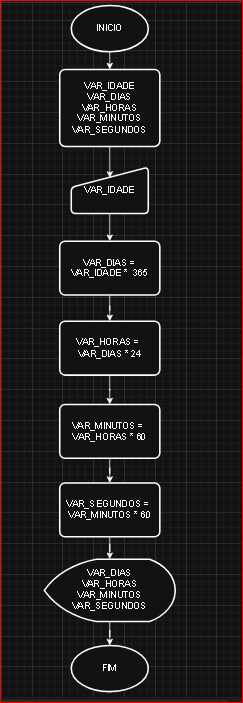 INICIO
VAR_IDADE
VAR_DIAS
VAR_HORAS
VAR_MINUTOS
VAR_SEGUNDOS
VAR_IDADE
VAR_DIAS =
VAR_IDADE * 365
VAR_HORAS =
VAR_DIAS * 24
VAR_MINUTOS =
VAR_HORAS * 60
VAR_SEGUNDOS =
VAR_MINUTOS * 60
VAR_DIAS
VAR_HORAS
VAR_MINUTOS
VAR_SEGUNDOS
FIM